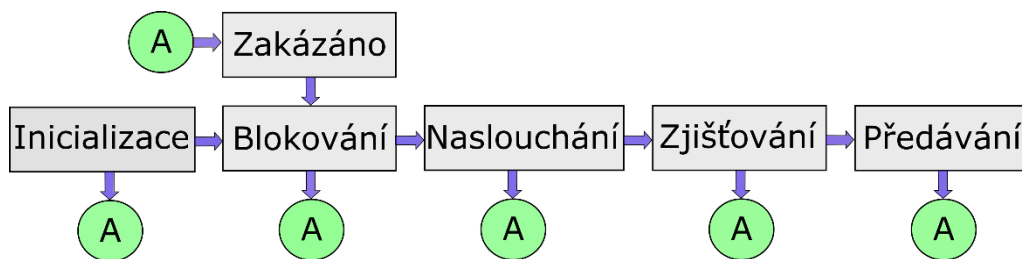 A
Zakázáno
Inicializace
Blokování
Naslouchání
Zjišťování
Předávání
A
A
A
A
A